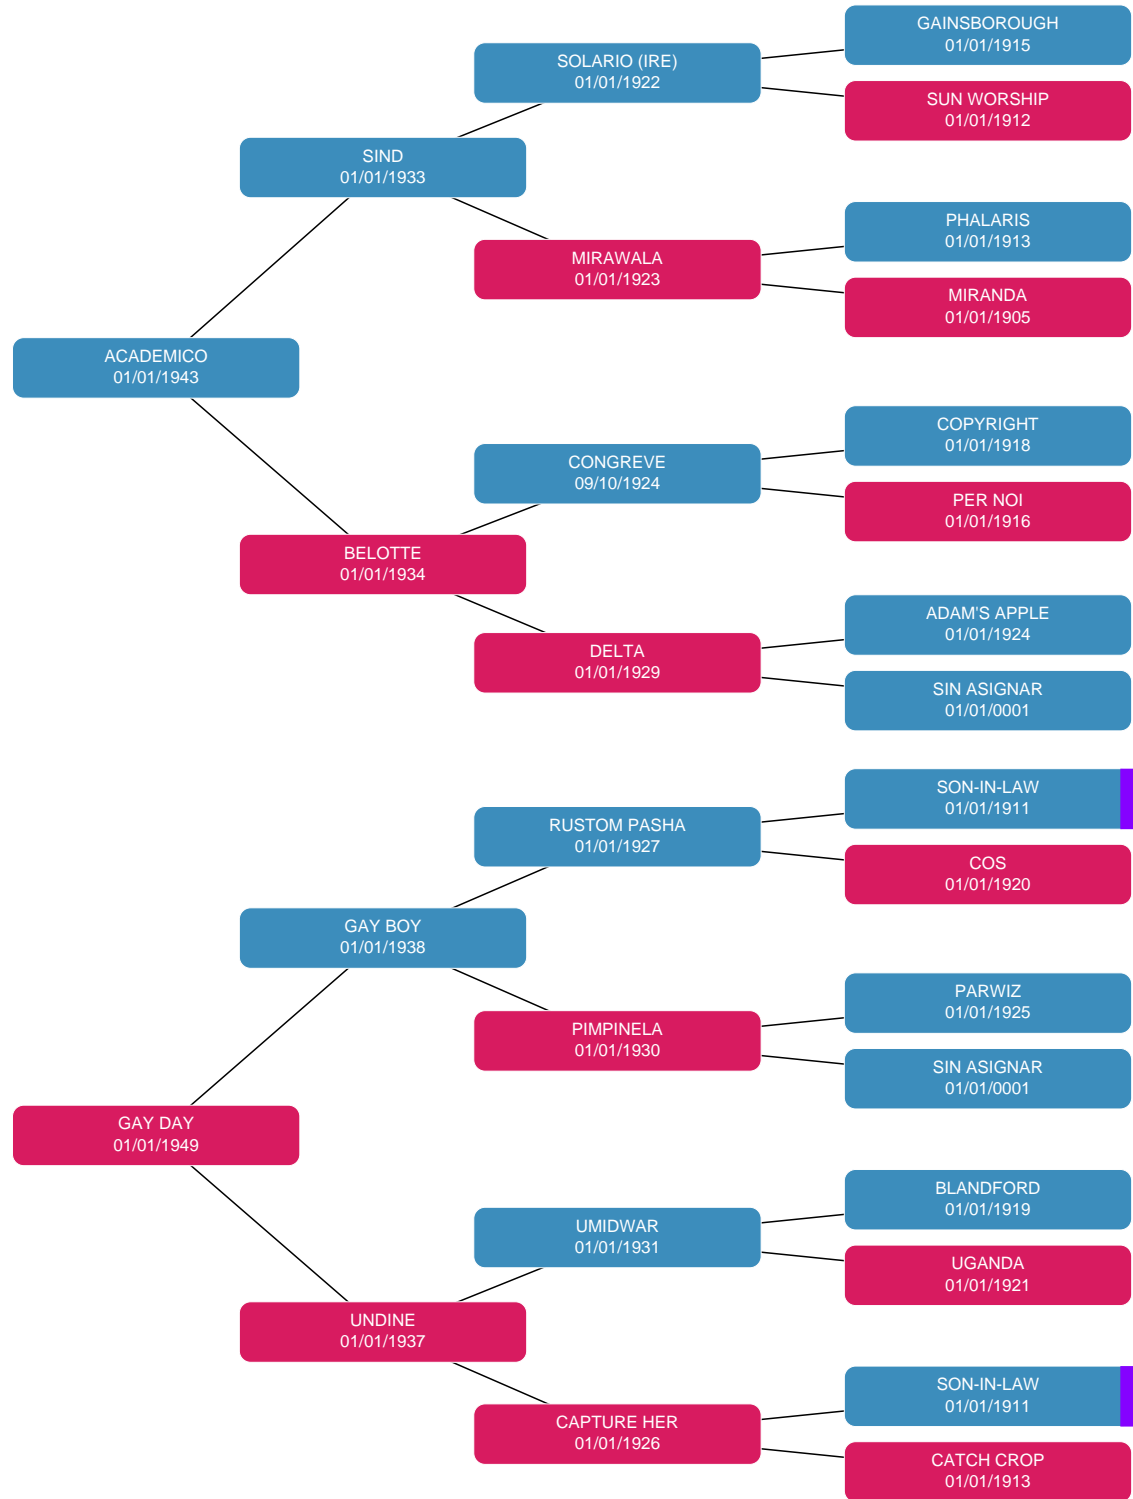 GAINSBOROUGH
01/01/1915
SOLARIO (IRE)
01/01/1922
SUN WORSHIP
01/01/1912
SIND
01/01/1933
PHALARIS
01/01/1913
MIRAWALA
01/01/1923
MIRANDA
01/01/1905
ACADEMICO
01/01/1943
COPYRIGHT
01/01/1918
CONGREVE
09/10/1924
PER NOI
01/01/1916
BELOTTE
01/01/1934
ADAM'S APPLE
01/01/1924
DELTA
01/01/1929
SIN ASIGNAR
01/01/0001
SON-IN-LAW
01/01/1911
RUSTOM PASHA
01/01/1927
COS
01/01/1920
GAY BOY
01/01/1938
PARWIZ
01/01/1925
PIMPINELA
01/01/1930
SIN ASIGNAR
01/01/0001
GAY DAY
01/01/1949
BLANDFORD
01/01/1919
UMIDWAR
01/01/1931
UGANDA
01/01/1921
UNDINE
01/01/1937
SON-IN-LAW
01/01/1911
CAPTURE HER
01/01/1926
CATCH CROP
01/01/1913